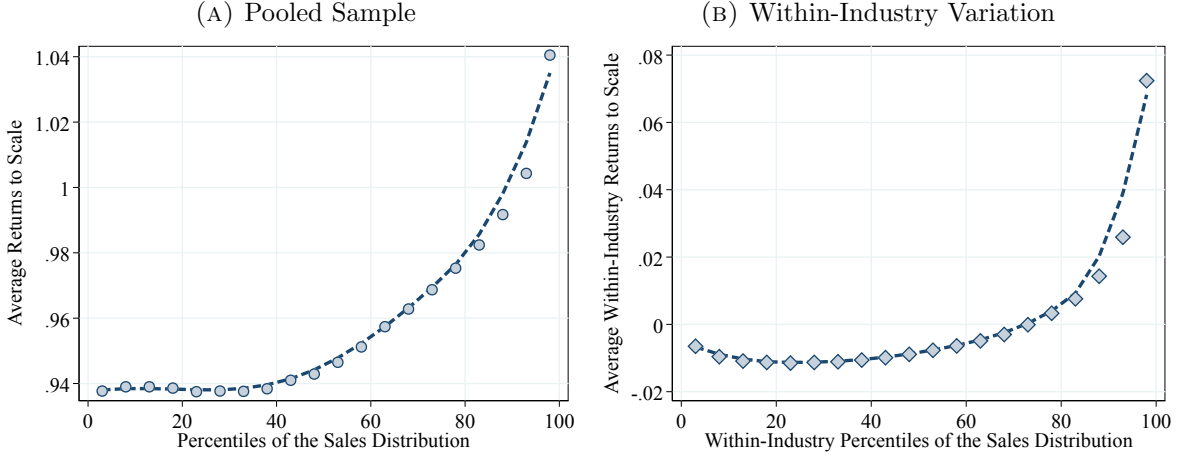 (A) Pooled Sample
1.04
1.02
1
.98
.96
.94
Average Returns to Scale
0 20 40 60 80 100
Percentiles of the Sales Distribution
(B) Within-Industry Variation
.08
.06
.04
.02
0
-.02
Average Within-Industry Returns to Scale
0 20 40 60 80 100
Within-Industry Percentiles of the Sales Distribution